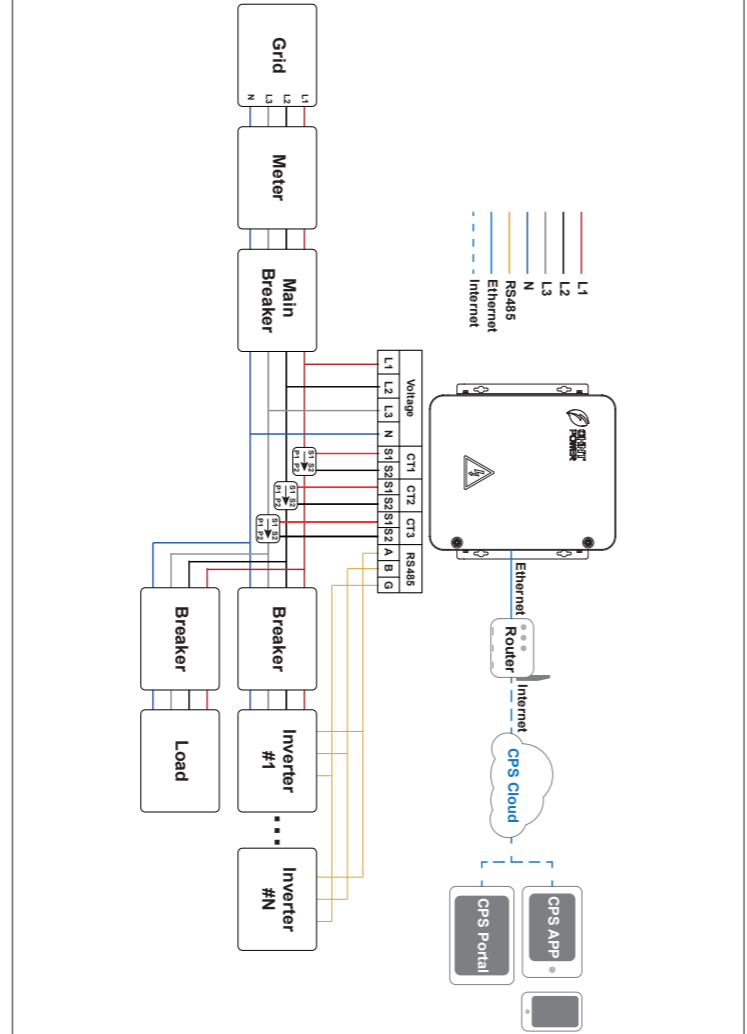 L1
L2
L3
N
RS485
Ethernet
Internet
CHINT
POWER
Ethernet
Router
Internet
CPS Cloud
CPS APP
CPS Portal
Voltage CT1 CT2 CT3 RS485
L1 L2 L3 N S1 S2 S1 S2 S1 S2 A B G
S1 S2
P1 P2
S1 S2
P1 P2
S1 S2
P1 P2
Grid
L1
L2
L3
N
Meter
Main
Breaker
Breaker
Inverter
#1
Inverter
#N
Breaker
Load